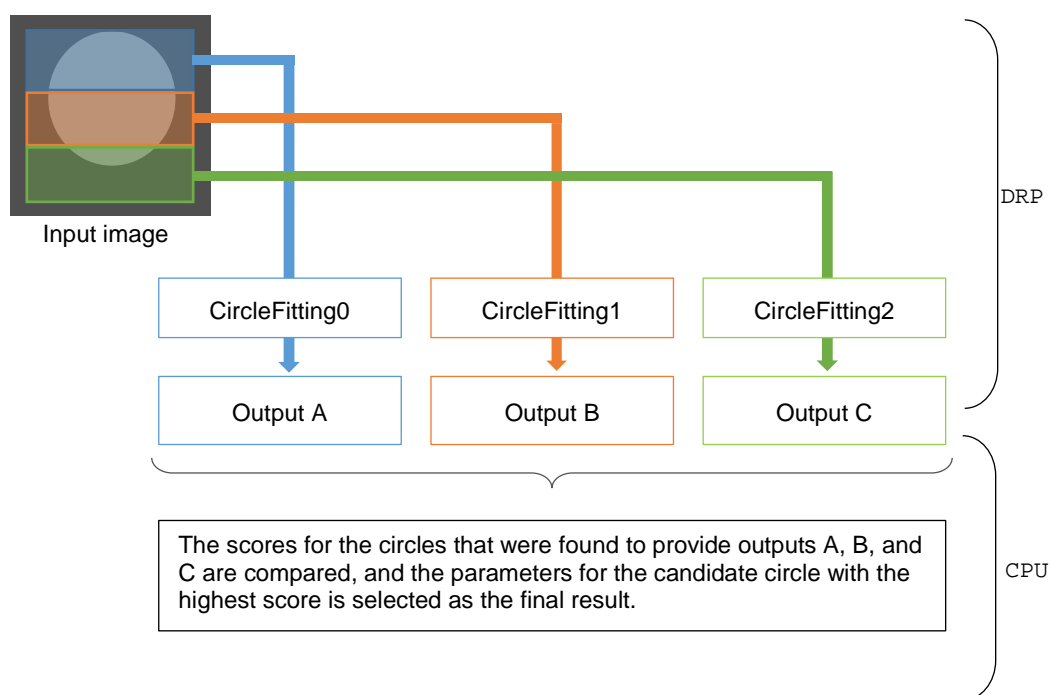 Input image
DRP
CircleFitting0
CircleFitting1
CircleFitting2
Output A
Output B
Output C
The scores for the circles that were found to provide outputs A, B, and
C are compared, and the parameters for the candidate circle with the
highest score is selected as the final result.
CPU